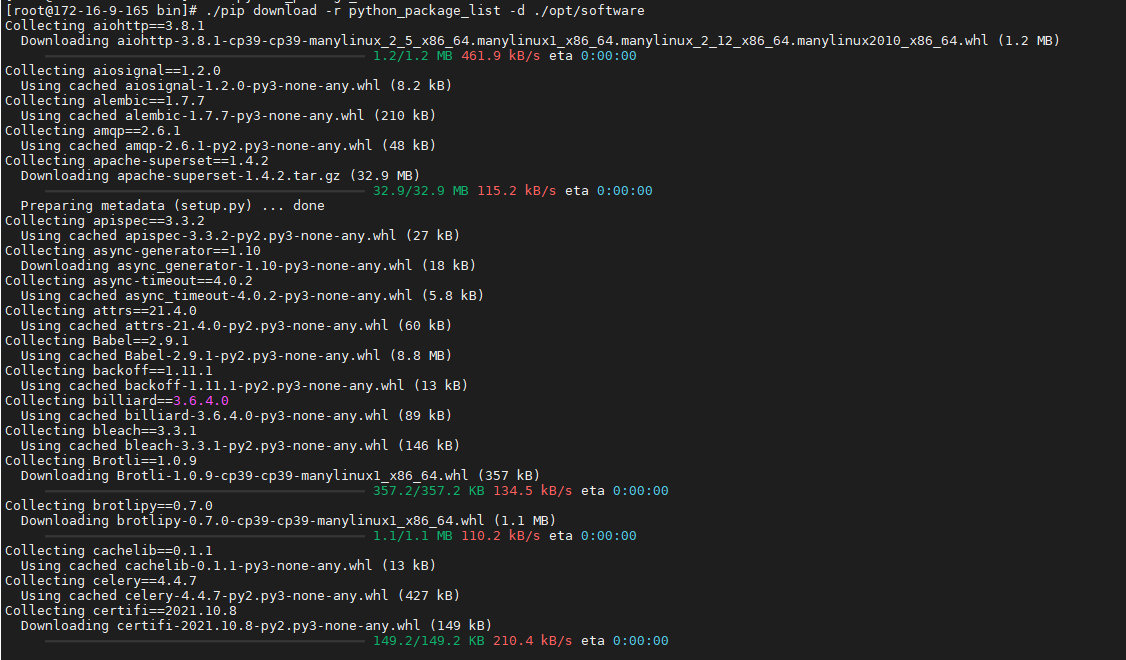 [root@172-16-9-165 bin]# ./pip download -r python_package_list -d ./opt/software
Collecting aiohttp==3.8.1
Downloading aiohttp-3.8.1-cp39-cp39-manylinux_2_5_x86_64.manylinux1_x86_64.manylinux_2_12_x86_64.manylinux2010_x86_64.whl (1.2 MB)
1.2/1.2 MB 461.9 kB/s eta 0:00:00
Collecting aiosignal==1.2.0
Using cached aiosignal-1.2.0-py3-none-any.whl (8.2 kB)
Collecting alembic==1.7.7
Using cached alembic-1.7.7-py3-none-any.whl (210 kB)
Collecting amqp==2.6.1
Using cached amqp-2.6.1-py2.py3-none-any.whl (48 kB)
Collecting apache-superset==1.4.2
Downloading apache-superset-1.4.2.tar.gz (32.9 MB)
32.9/32.9 MB 115.2 kB/s eta 0:00:00
Preparing metadata (setup.py) ... done
Collecting apispec==3.3.2
Using cached apispec-3.3.2-py2.py3-none-any.whl (27 kB)
Collecting async-generator==1.10
Downloading async_generator-1.10-py3-none-any.whl (18 kB)
Collecting async-timeout==4.0.2
Using cached async_timeout-4.0.2-py3-none-any.whl (5.8 kB)
Collecting attrs==21.4.0
Using cached attrs-21.4.0-py2.py3-none-any.whl (60 kB)
Collecting Babel==2.9.1
Using cached Babel-2.9.1-py2.py3-none-any.whl (8.8 MB)
Collecting backoff==1.11.1
Using cached backoff-1.11.1-py2.py3-none-any.whl (13 kB)
Collecting billiard==3.6.4.0
Using cached billiard-3.6.4.0-py3-none-any.whl (89 kB)
Collecting bleach==3.3.1
Using cached bleach-3.3.1-py2.py3-none-any.whl (146 kB)
Collecting Brotli==1.0.9
Downloading Brotli-1.0.9-cp39-cp39-manylinux1_x86_64.whl (357 kB)
357.2/357.2 KB 134.5 kB/s eta 0:00:00
Collecting brotlipy==0.7.0
Downloading brotlipy-0.7.0-cp39-cp39-manylinux1_x86_64.whl (1.1 MB)
1.1/1.1 MB 110.2 kB/s eta 0:00:00
Collecting cachelib==0.1.1
Using cached cachelib-0.1.1-py3-none-any.whl (13 kB)
Collecting celery==4.4.7
Using cached celery-4.4.7-py2.py3-none-any.whl (427 kB)
Collecting certifi==2021.10.8
Downloading certifi-2021.10.8-py2.py3-none-any.whl (149 kB)
149.2/149.2 KB 210.4 kB/s eta 0:00:00